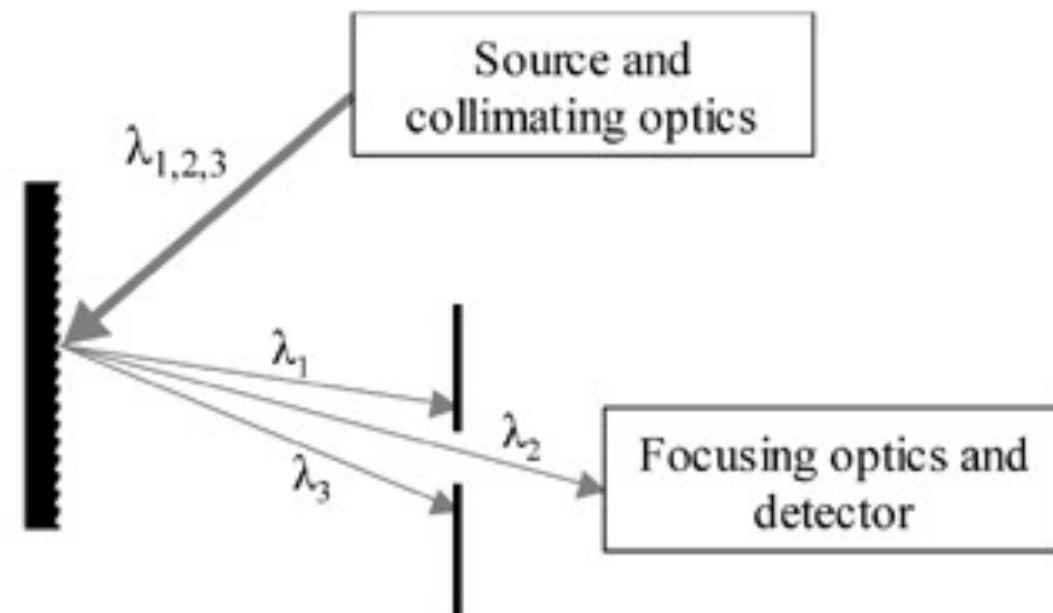 Source and
collimating optics
λ1,2,3
λ1
λ2
λ3
Focusing optics and
detector